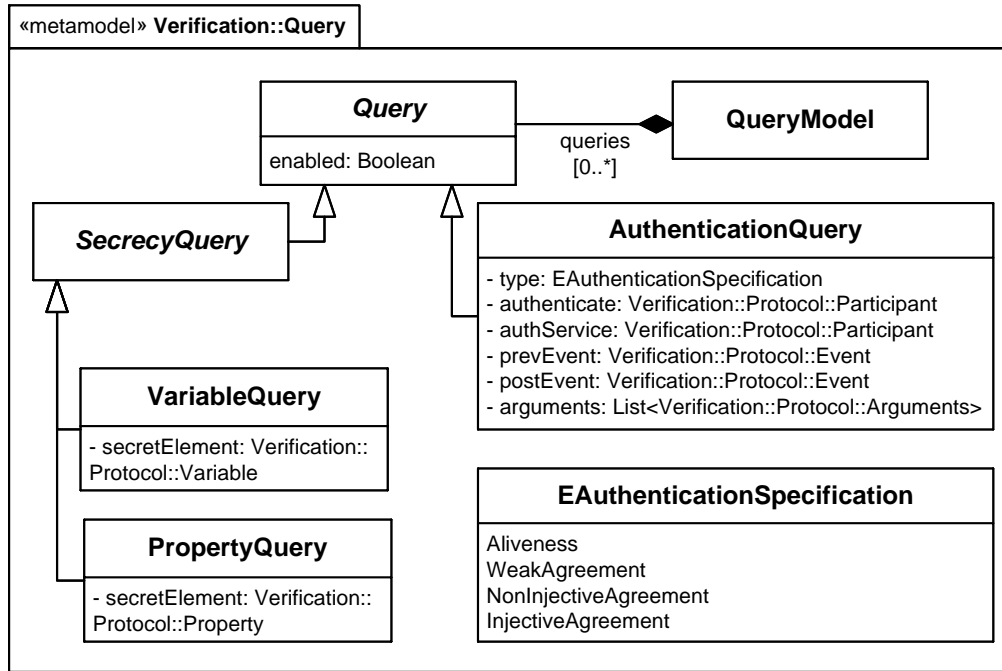 «metamodel» Verification::Query
Query
enabled: Boolean
queries
[0..*]
QueryModel
SecrecyQuery
AuthenticationQuery
- type: EAuthenticationSpecification
- authenticate: Verification::Protocol::Participant
- authService: Verification::Protocol::Participant
- prevEvent: Verification::Protocol::Event
- postEvent: Verification::Protocol::Event
- arguments: List<Verification::Protocol::Arguments>
VariableQuery
- secretElement: Verification::
Protocol::Variable
PropertyQuery
- secretElement: Verification::
Protocol::Property
EAuthenticationSpecification
Aliveness
WeakAgreement
NonInjectiveAgreement
InjectiveAgreement